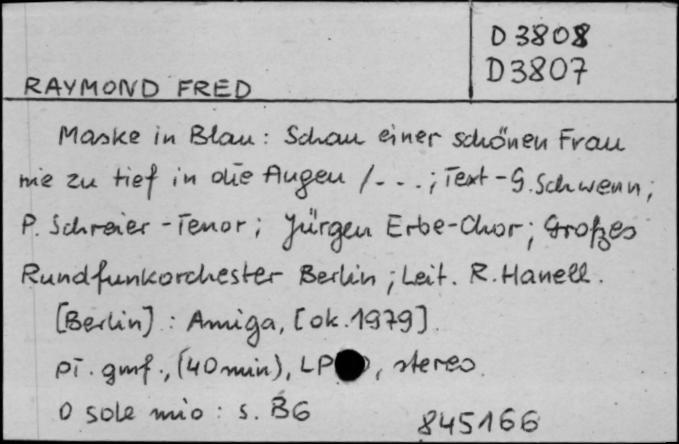 D 3808
D 3807
RAYMOND FRED
Maske in Blau: Schau einer schönen Frau
nie zu tief in die Augen /---; Text-G. Schwenn;
P. Schreier-Tenor; Jürgen Erbe-Chor; Großes
Rundfunkorchester Berlin; Leit. R. Hanell.
[Berlin]: Amiga, [ok. 1979].
pł. gmf., (40 min), LP, stereo.
O sole mio: s. B6
845166